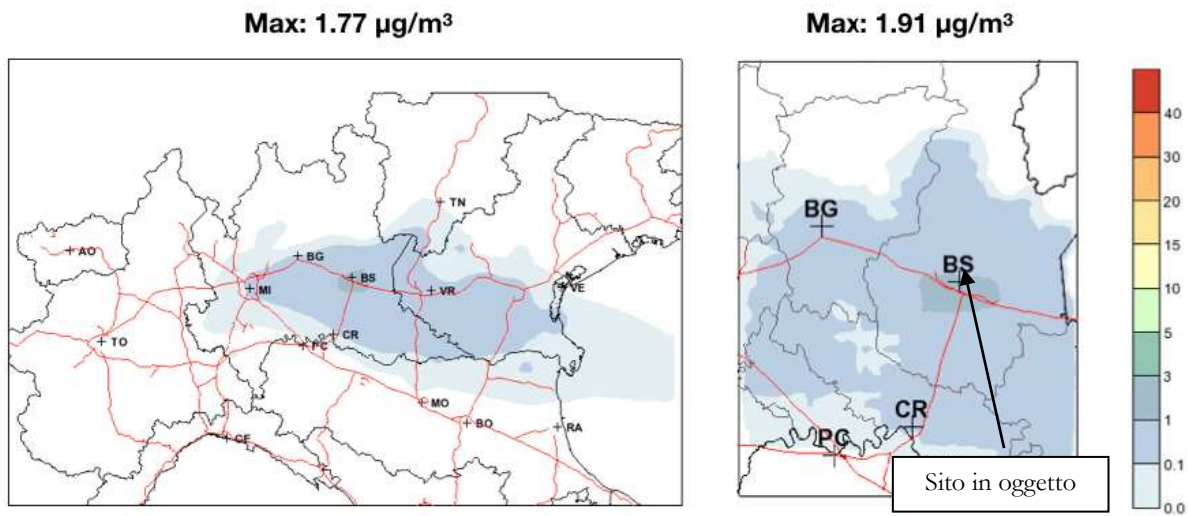 Max: 1.77 µg/m³
Max: 1.91 µg/m³
TN
AO
BG
BS
MI
VR
VE
TO
CR
PC
MO
BO
RA
GE
BG
BS
CR
PC
Sito in oggetto
40
30
20
15
10
5
3
1
0.1
0.0